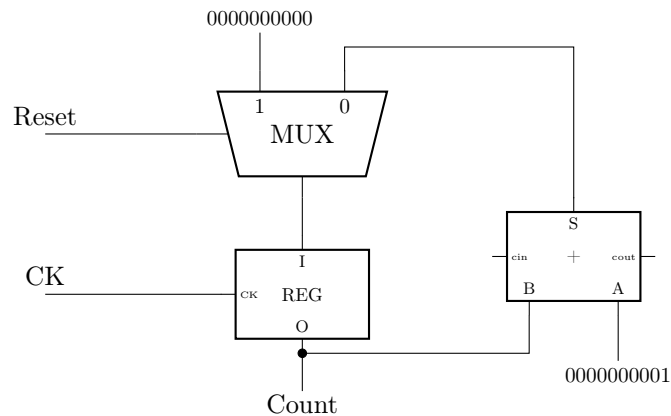 0000000000
1 0
Reset
MUX
S
cin + cout
B A
I
CK
CK REG
O
0000000001
Count